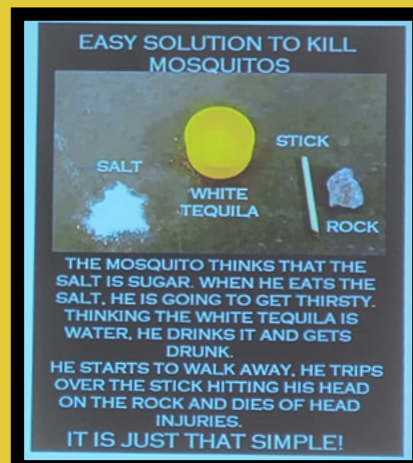 EASY SOLUTION TO KILL
MOSQUITOS
STICK
SALT
WHITE
TEQUILA
ROCK
THE MOSQUITO THINKS THAT THE
SALT IS SUGAR. WHEN HE EATS THE
SALT, HE IS GOING TO GET THIRSTY.
THINKING THE WHITE TEQUILA IS
WATER, HE DRINKS IT AND GETS
DRUNK.
HE STARTS TO WALK AWAY, HE TRIPS
OVER THE STICK HITTING HIS HEAD
ON THE ROCK AND DIES OF HEAD
INJURIES.
IT IS JUST THAT SIMPLE!